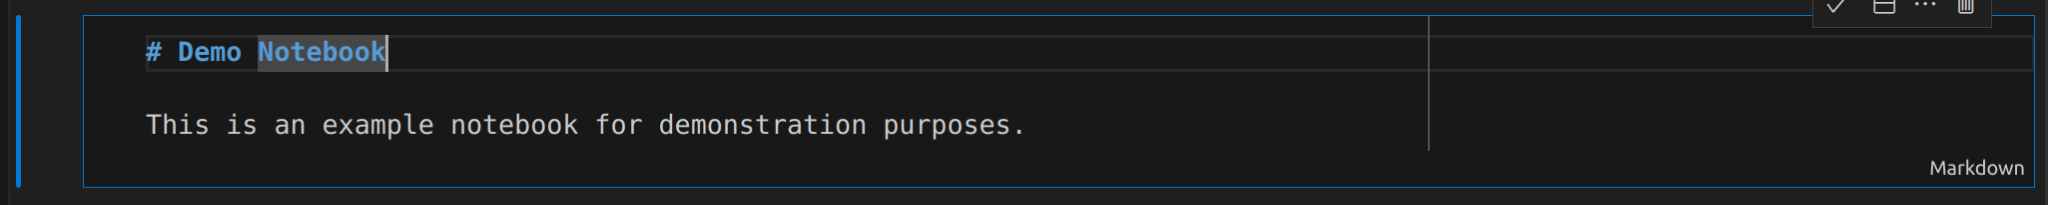 # Demo Notebook
This is an example notebook for demonstration purposes.
Markdown